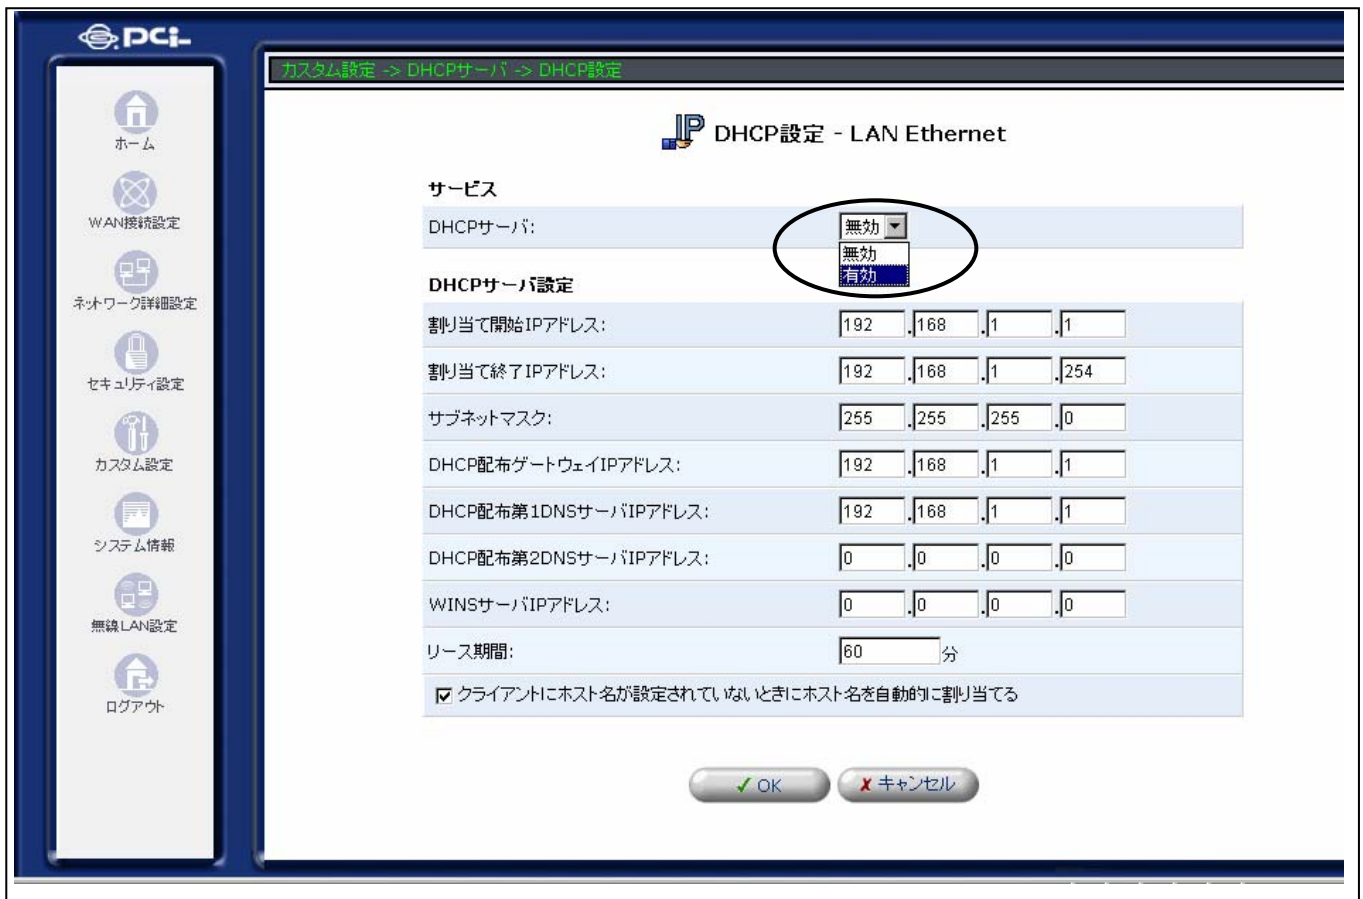 PCi
カスタム設定 -> DHCPサーバ -> DHCP設定
ホーム
WAN接続設定
ネットワーク詳細設定
セキュリティ設定
カスタム設定
システム情報
無線LAN設定
ログアウト
IP DHCP設定 - LAN Ethernet
サービス
DHCPサーバ: 無効
無効
有効
DHCPサーバ設定
割り当て開始IPアドレス: 192 .168 .1 .1
割り当て終了IPアドレス: 192 .168 .1 .254
サブネットマスク: 255 .255 .255 .0
DHCP配布ゲートウェイIPアドレス: 192 .168 .1 .1
DHCP配布第1DNSサーバIPアドレス: 192 .168 .1 .1
DHCP配布第2DNSサーバIPアドレス: 0 .0 .0 .0
WINSサーバIPアドレス: 0 .0 .0 .0
リース期間: 60 分
クライアントにホスト名が設定されていないときにホスト名を自動的に割り当てる
OK キャンセル